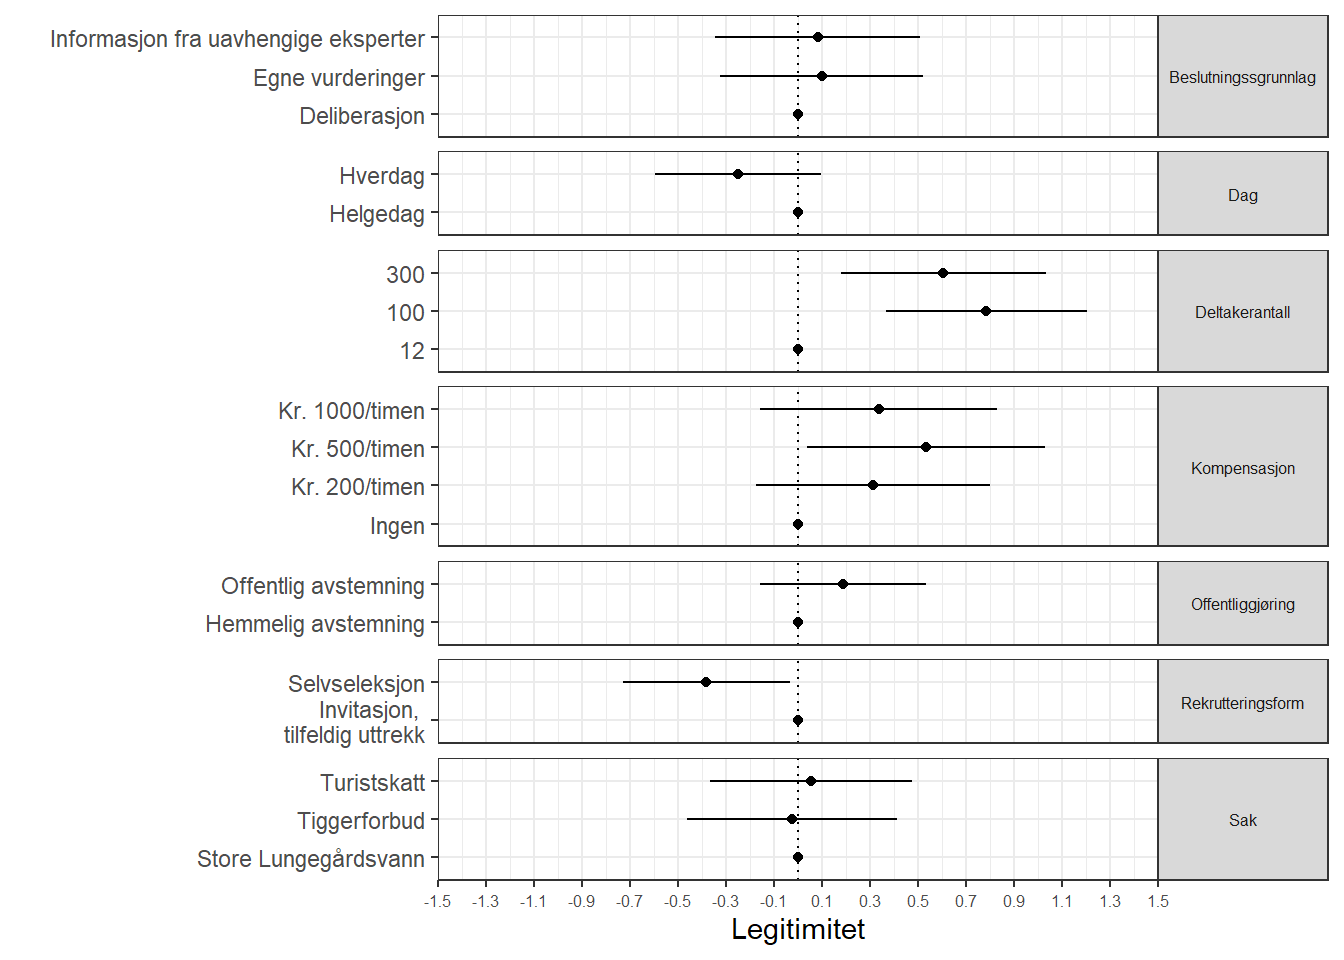 Informasjon fra uavhengige eksperter
Egne vurderinger
Deliberasjon
Beslutningssgrunnlag
Hverdag
Helgedag
Dag
300
100
12
Deltakerantall
Kr. 1000/timen
Kr. 500/timen
Kr. 200/timen
Ingen
Kompensasjon
Offentlig avstemning
Hemmelig avstemning
Offentliggjøring
Selvseleksjon
Invitasjon,
tilfeldig uttrekk
Rekrutteringsform
Turistskatt
Tiggerforbud
Store Lungegårdsvann
Sak
-1.5 -1.3 -1.1 -0.9 -0.7 -0.5 -0.3 -0.1 0.1 0.3 0.5 0.7 0.9 1.1 1.3 1.5
Legitimitet